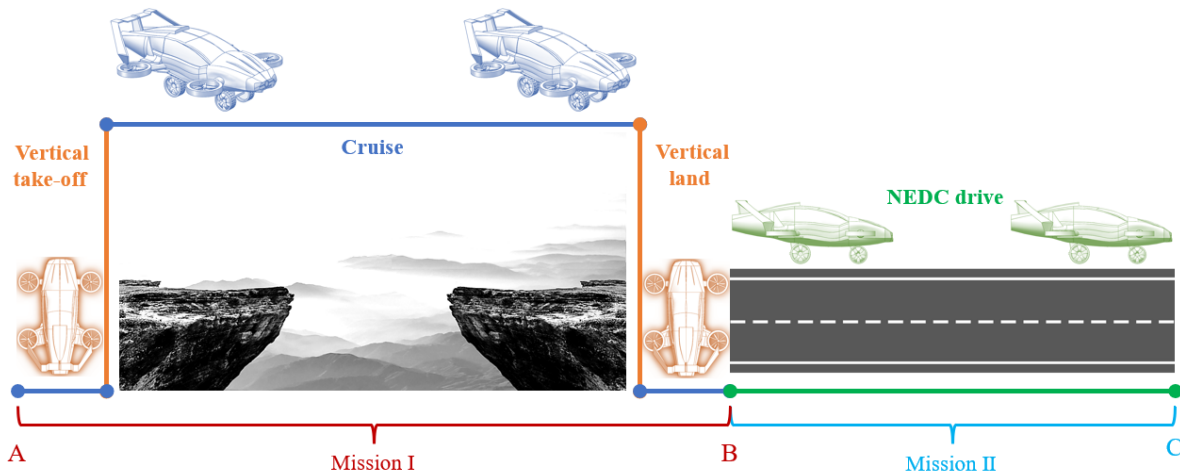 Vertical
take-off
Cruise
Vertical
land
NEDC drive
A
B
C
Mission I
Mission II